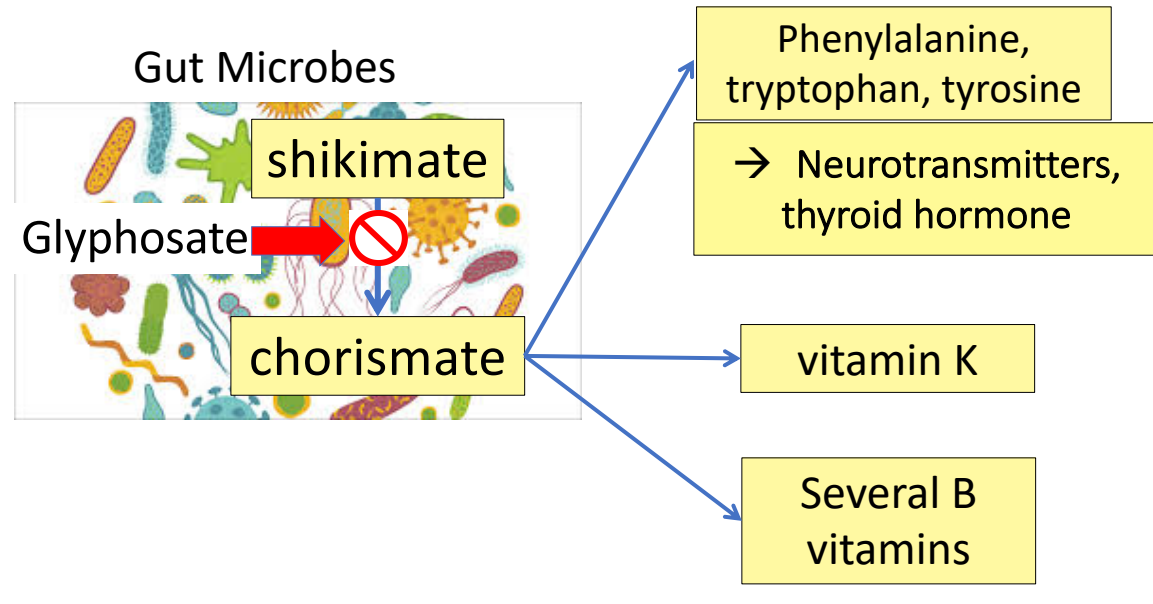 Gut Microbes
shikimate
Glyphosate
chorismate
Phenylalanine,
tryptophan, tyrosine
→ Neurotransmitters,
thyroid hormone
vitamin K
Several B
vitamins